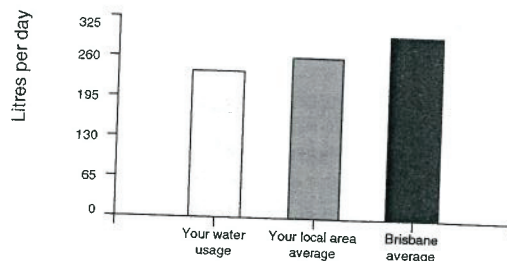 Litres per day
325
260
195
130
65
0
Your water
usage
Your local area
average
Brisbane
average